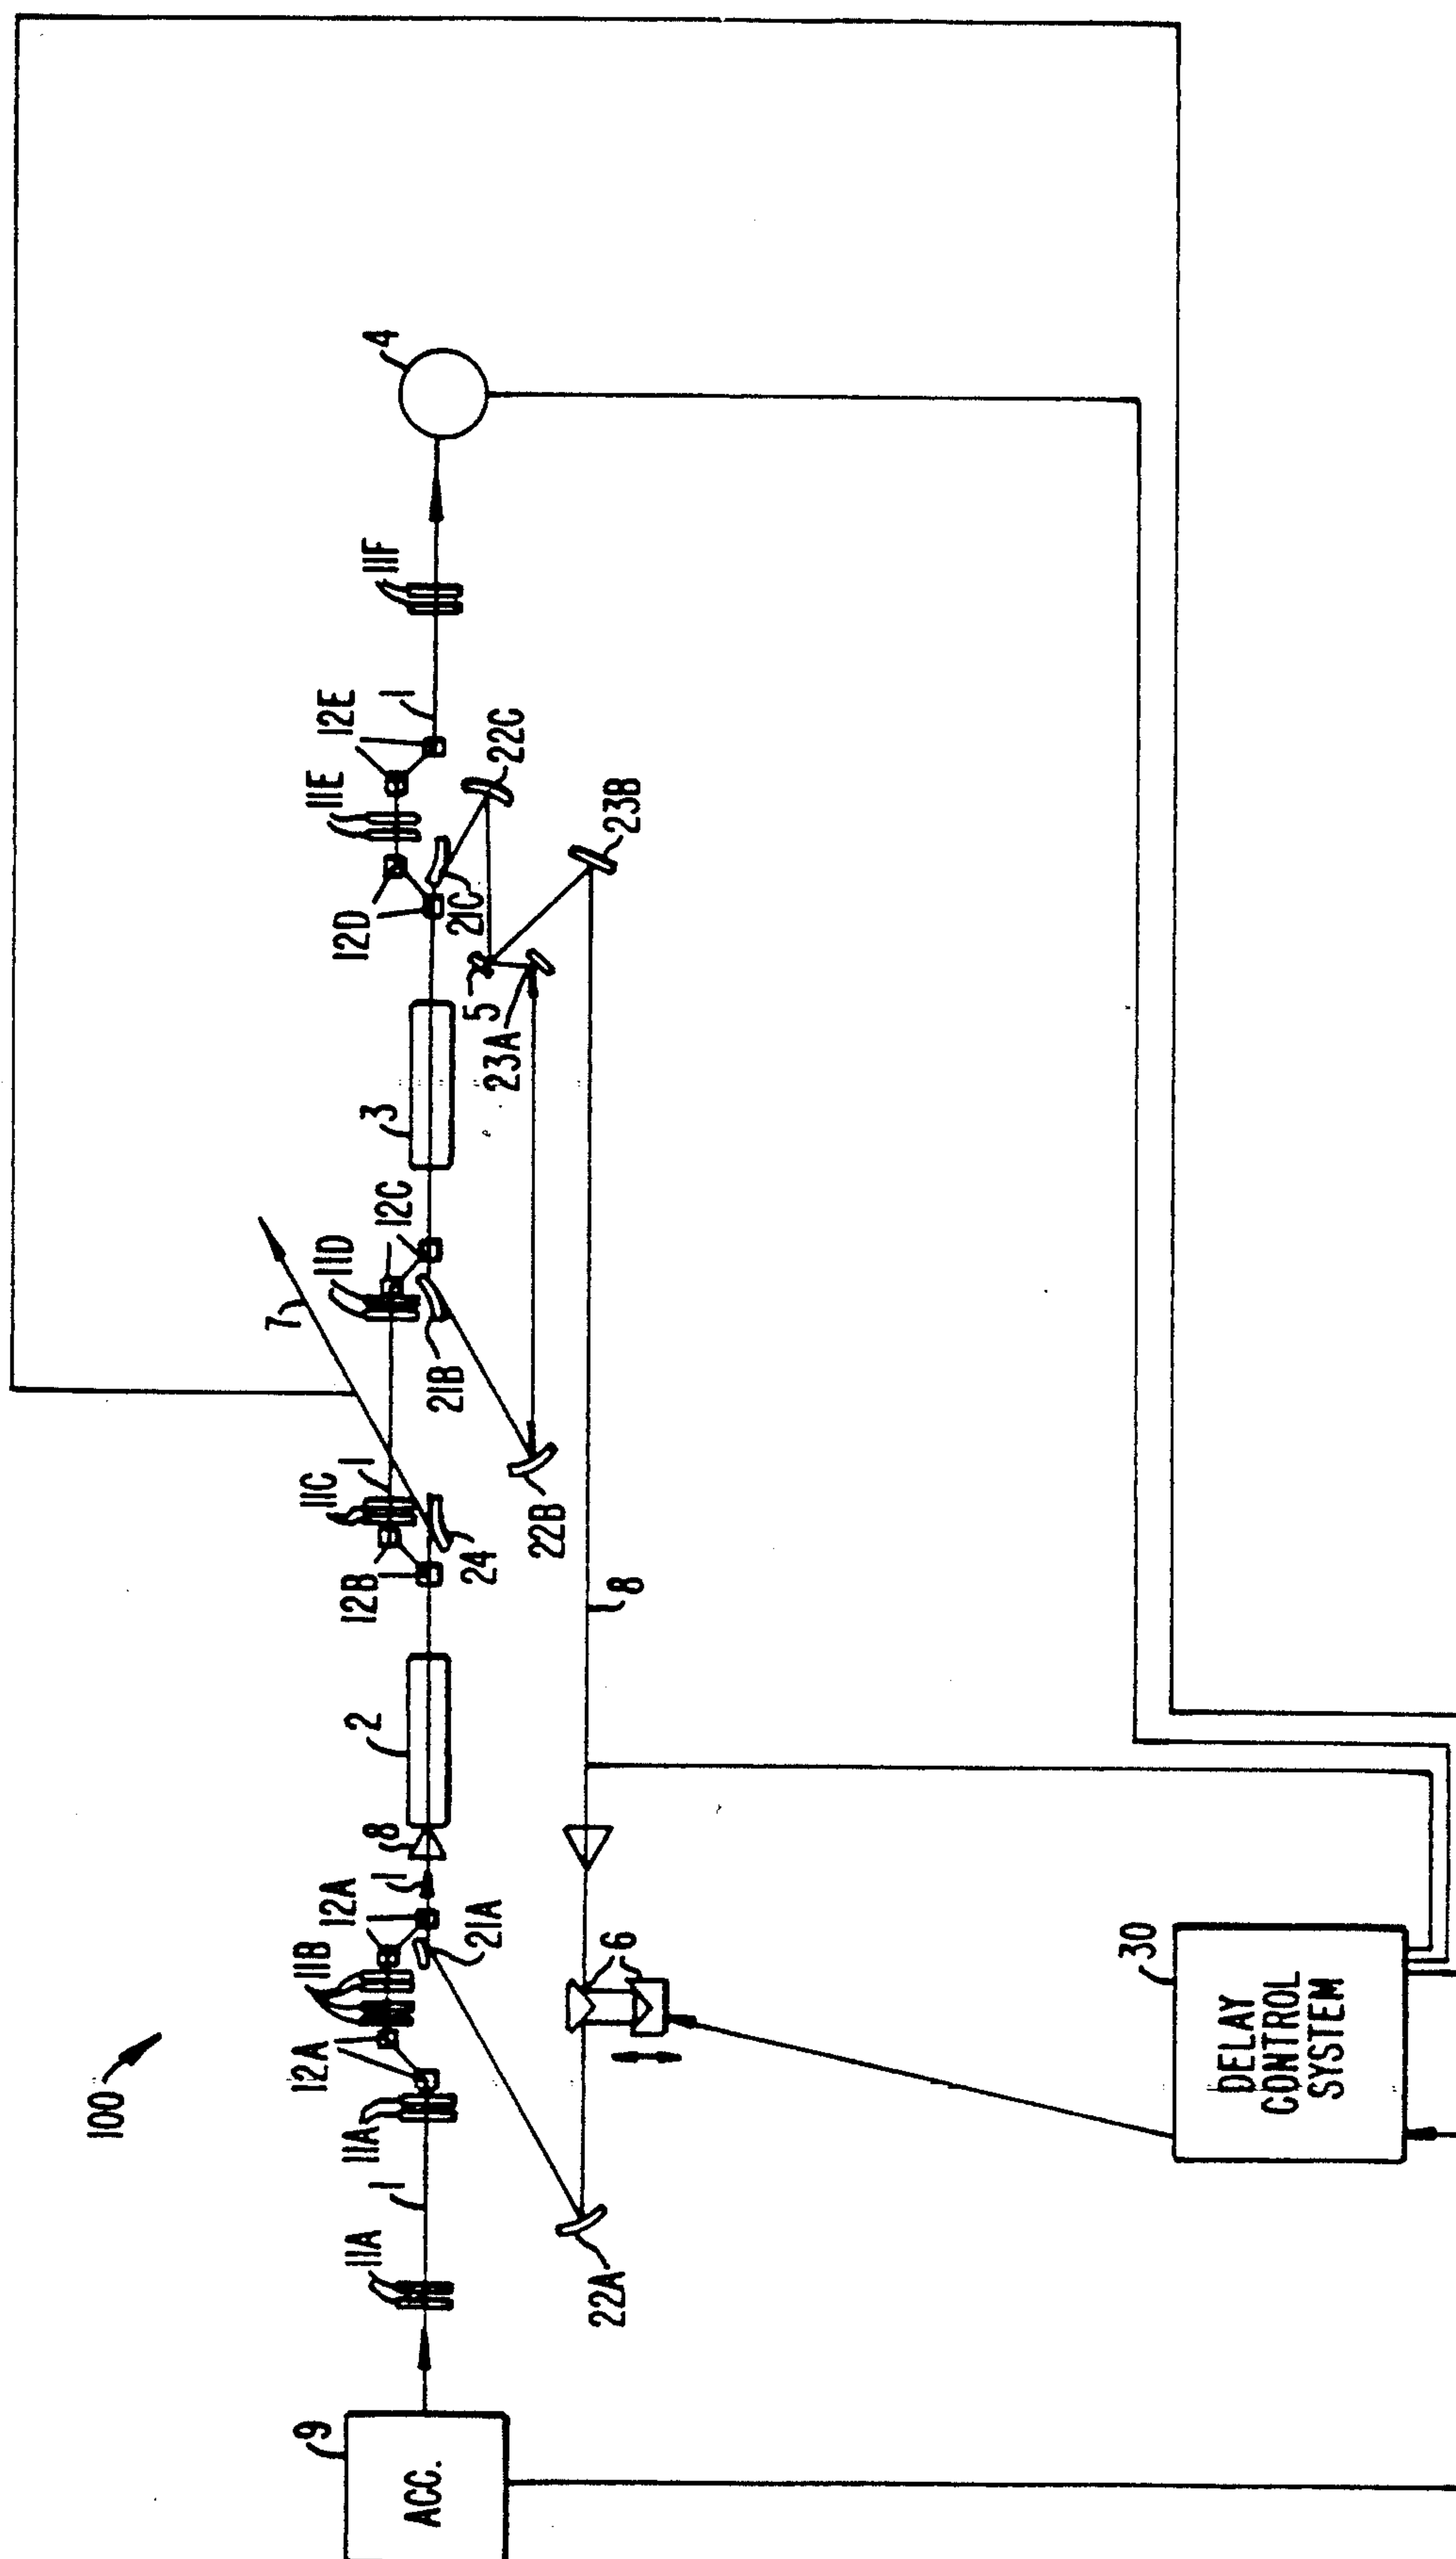 100
9
ACC.
11A
1
11A
12A
11B
12A
1
21A
8
2
22A
6
12B
11C
1
24
8
7
22B
21B
11D
12C
3
23A
5
12D
21C
11E
12E
22C
23B
1
11F
4
30
DELAY
CONTROL
SYSTEM